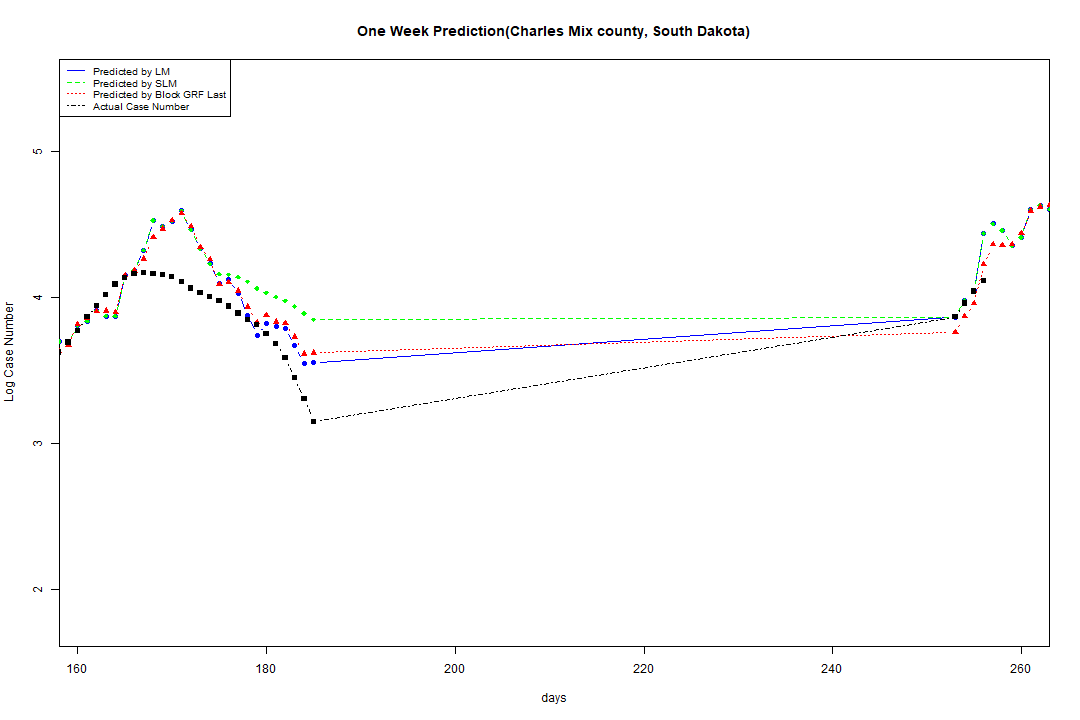 One Week Prediction(Charles Mix county, South Dakota)
Predicted by LM
Predicted by SLM
Predicted by Block GRF Last
Actual Case Number
5
4
3
2
Log Case Number
160 180 200 220 240 260
days